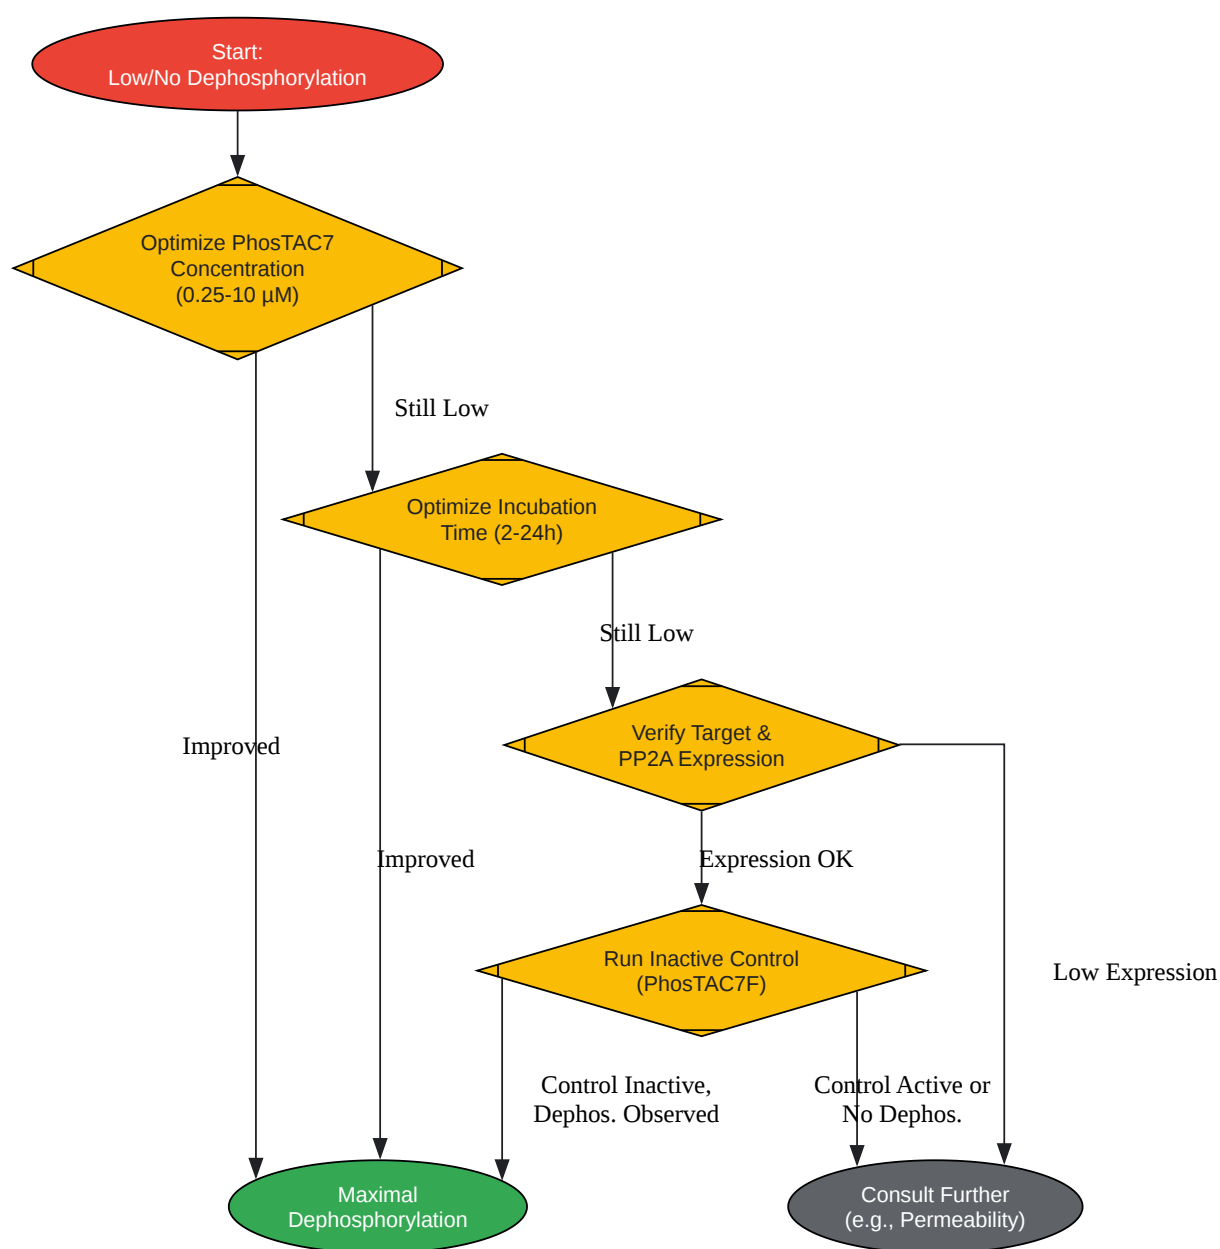 Start:
Low/No Dephosphorylation
Optimize PhosTAC7
Concentration
(0.25-10 µM)
Still Low
Optimize Incubation
Time (2-24h)
Still Low
Verify Target &
PP2A Expression
Improved
Improved
Expression OK
Run Inactive Control
(PhosTAC7F)
Low Expression
Control Inactive,
Dephos. Observed
Control Active or
No Dephos.
Maximal
Dephosphorylation
Consult Further
(e.g., Permeability)